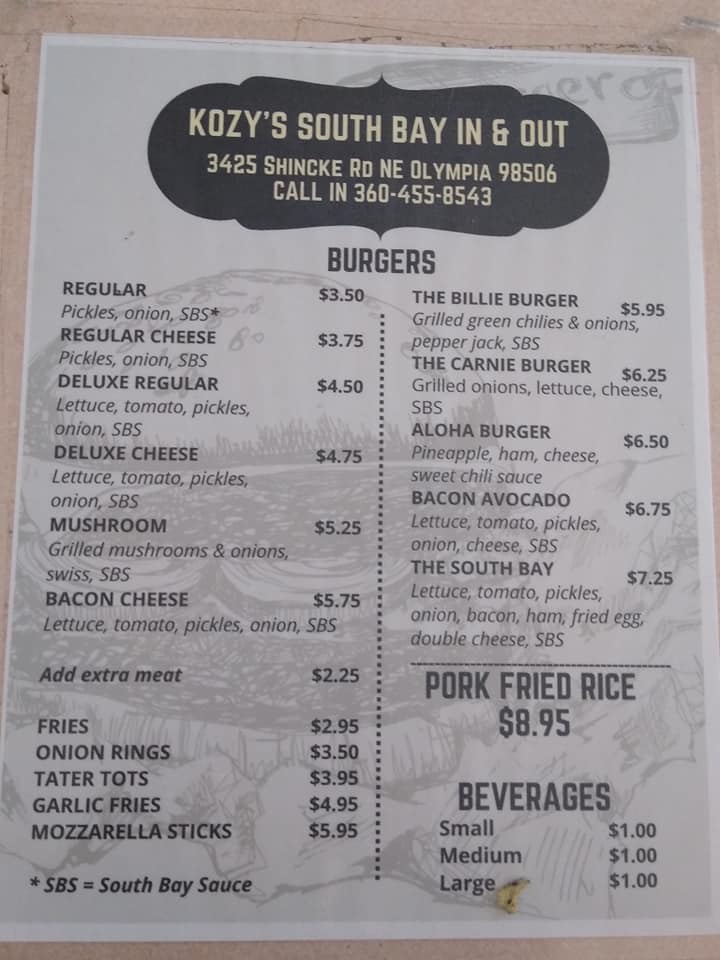 KOZY'S SOUTH BAY IN & OUT
3425 SHINCKE RD NE OLYMPIA 98506
CALL IN 360-455-8543
BURGERS
REGULAR $3.50
Pickles, onion, SBS*
REGULAR CHEESE $3.75
Pickles, onion, SBS
DELUXE REGULAR $4.50
Lettuce, tomato, pickles,
onion, SBS
DELUXE CHEESE $4.75
Lettuce, tomato, pickles,
onion, SBS
MUSHROOM $5.25
Grilled mushrooms & onions,
swiss, SBS
BACON CHEESE $5.75
Lettuce, tomato, pickles, onion, SBS
Add extra meat $2.25
FRIES $2.95
ONION RINGS $3.50
TATER TOTS $3.95
GARLIC FRIES $4.95
MOZZARELLA STICKS $5.95
* SBS = South Bay Sauce
THE BILLIE BURGER $5.95
Grilled green chilies & onions,
pepper jack, SBS
THE CARNIE BURGER $6.25
Grilled onions, lettuce, cheese,
SBS
ALOHA BURGER $6.50
Pineapple, ham, cheese,
sweet chili sauce
BACON AVOCADO $6.75
Lettuce, tomato, pickles,
onion, cheese, SBS
THE SOUTH BAY $7.25
Lettuce, tomato, pickles,
onion, bacon, ham, fried egg,
double cheese, SBS
PORK FRIED RICE
$8.95
BEVERAGES
Small $1.00
Medium $1.00
Large $1.00